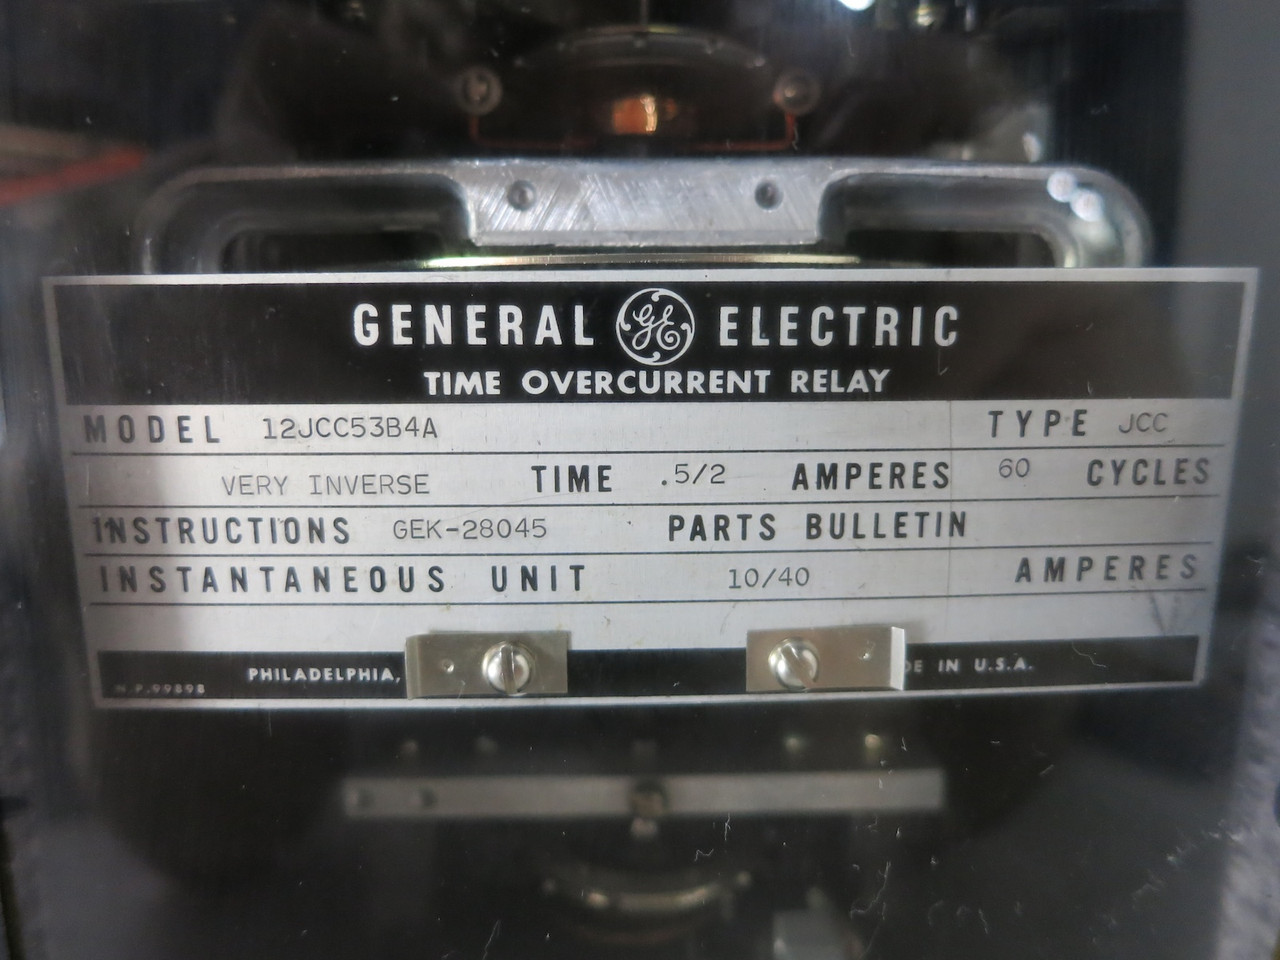 GENERAL GE ELECTRIC
TIME OVERCURRENT RELAY
MODEL 12JCC53B4A TYPE JCC
VERY INVERSE TIME .5/2 AMPERES 60 CYCLES
INSTRUCTIONS GEK-28045 PARTS BULLETIN
INSTANTANEOUS UNIT 10/40 AMPERES
PHILADELPHIA, DE IN U.S.A.
N.P.99898